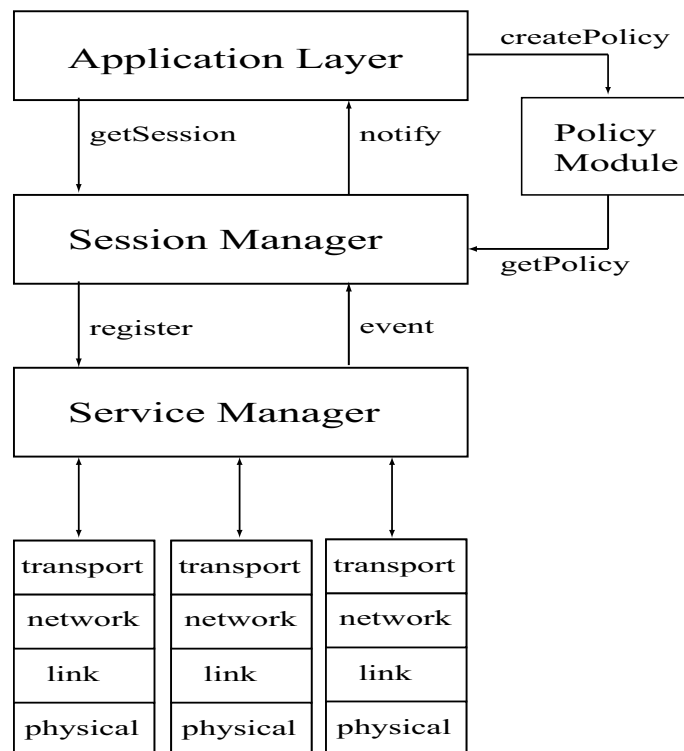 createPolicy
Application Layer
getSession
notify
Policy
Module
Session Manager
getPolicy
register
event
Service Manager
transport
transport
transport
network
network
network
link
link
link
physical
physical
physical